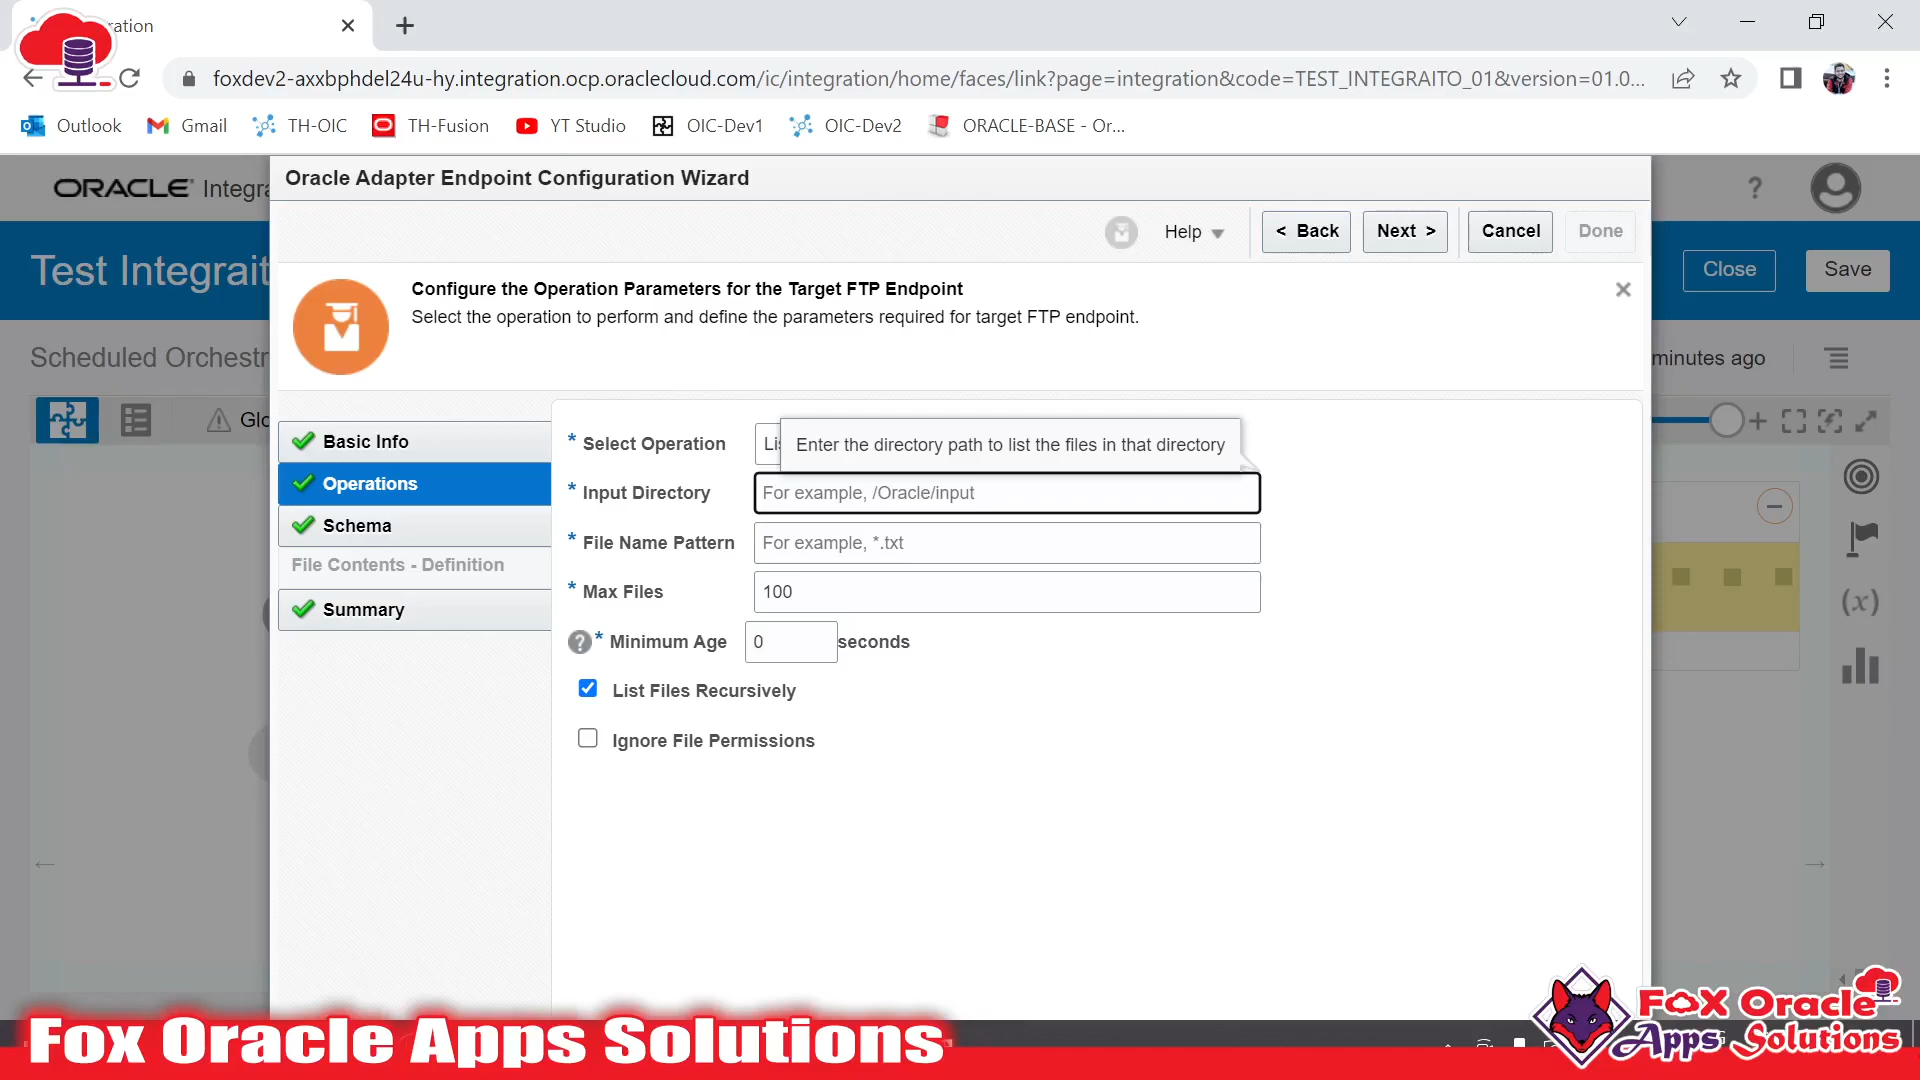 ration
foxdev2-axxbphdel24u-hy.integration.ocp.oraclecloud.com/ic/integration/home/faces/link?page=integration&code=TEST_INTEGRAITO_01&version=01.0...
Outlook Gmail TH-OIC TH-Fusion YT Studio OIC-Dev1 OIC-Dev2 ORACLE-BASE - Or...
ORACLE Integra
Oracle Adapter Endpoint Configuration Wizard
Help < Back Next > Cancel Done
Test Integrait
Close Save
Configure the Operation Parameters for the Target FTP Endpoint
Select the operation to perform and define the parameters required for target FTP endpoint.
Scheduled Orchestr
minutes ago
Glo
Basic Info
Operations
Schema
File Contents - Definition
Summary
* Select Operation Lis
Enter the directory path to list the files in that directory
* Input Directory For example, /Oracle/input
* File Name Pattern For example, *.txt
* Max Files 100
? * Minimum Age 0 seconds
List Files Recursively
Ignore File Permissions
(x)
Fox Oracle Apps Solutions
Fox Oracle
Apps Solutions